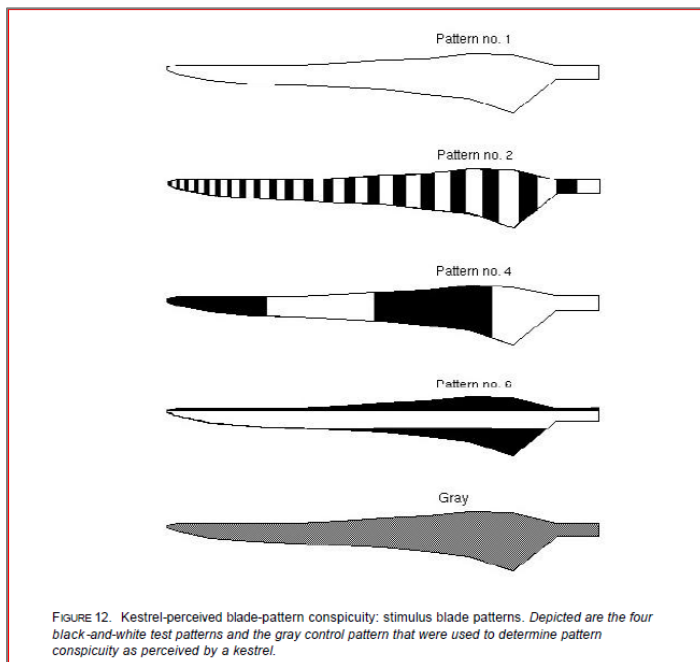 Pattern no. 1
Pattern no. 2
Pattern no. 4
Pattern no. 6
Gray
FIGURE 12. Kestrel-perceived blade-pattern conspicuity: stimulus blade patterns. Depicted are the four
black-and-white test patterns and the gray control pattern that were used to determine pattern
conspicuity as perceived by a kestrel.